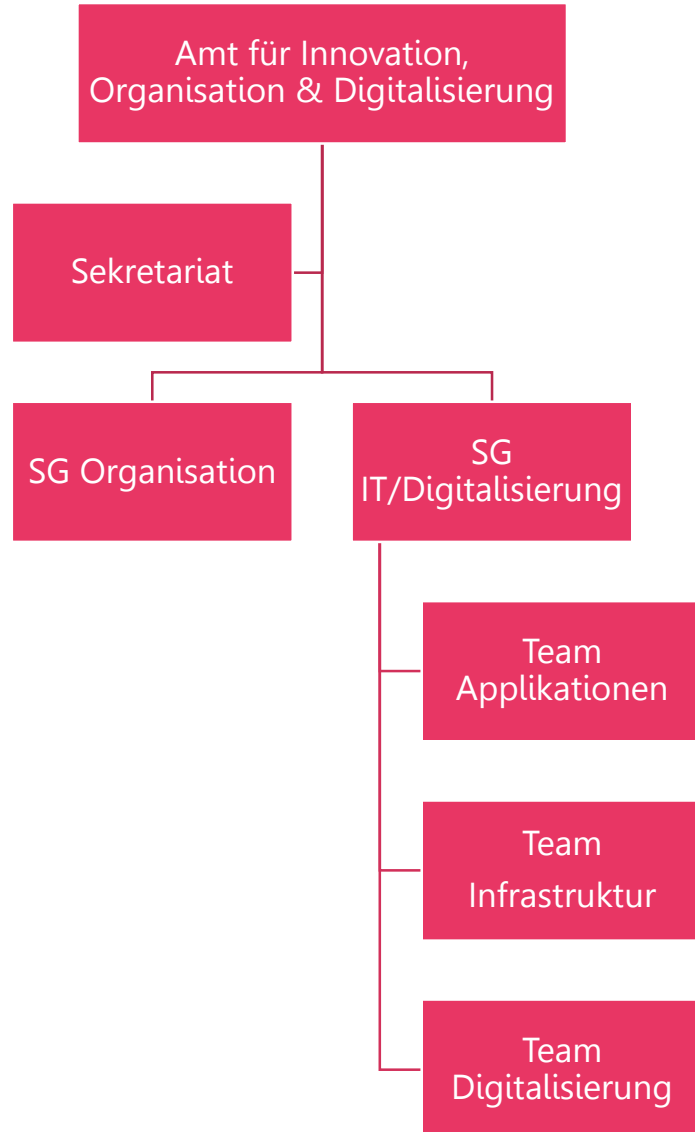 Amt für Innovation,
Organisation & Digitalisierung
Sekretariat
SG Organisation
SG
IT/Digitalisierung
Team
Applikationen
Team
Infrastruktur
Team
Digitalisierung